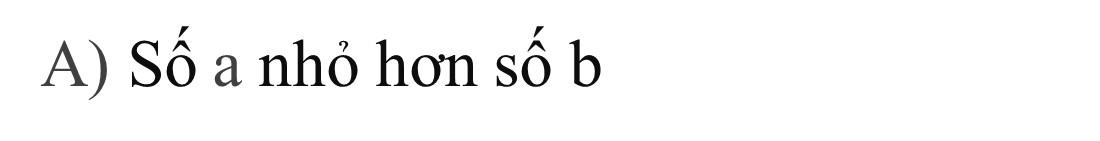 A) Số a nhỏ hơn số b